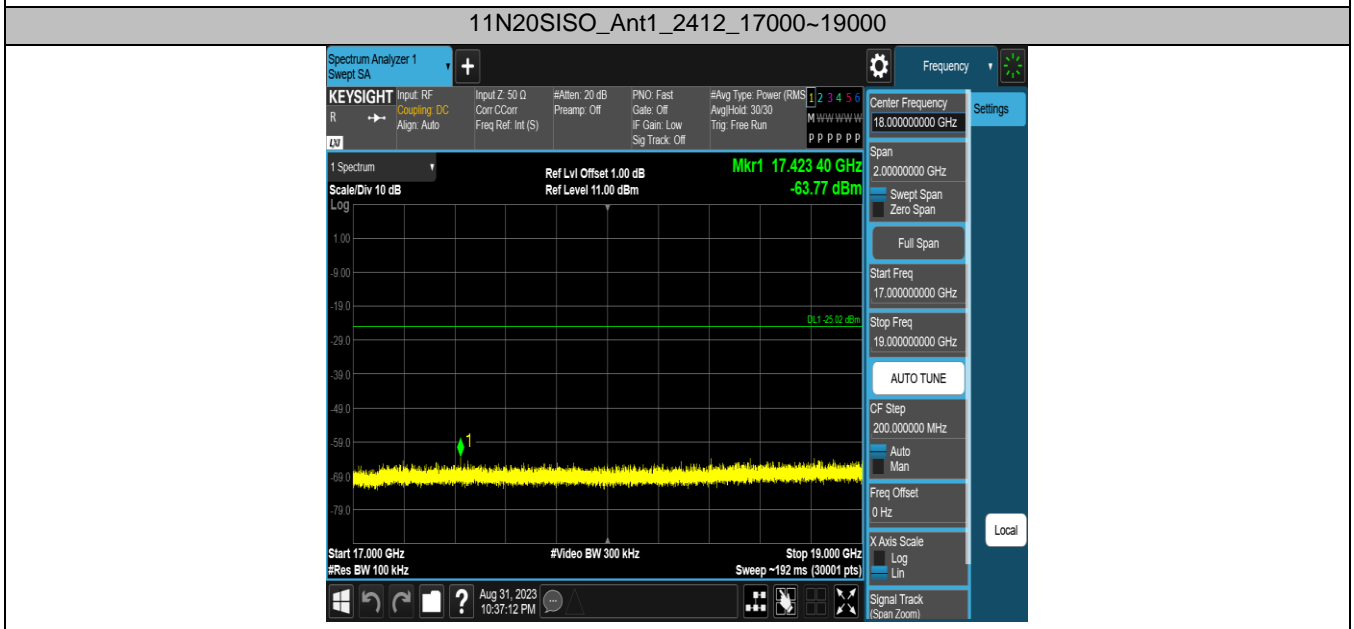 11N20SISO_Ant1_2412_17000~19000
Spectrum Analyzer 1
Swept SA
+
Frequency
KEYSIGHT
R
LXI
Input: RF
Coupling: DC
Align: Auto
Input Z: 50 Ω
Corr CCorr
Freq Ref: Int (S)
#Atten: 20 dB
Preamp: Off
PNO: Fast
Gate: Off
IF Gain: Low
Sig Track: Off
#Avg Type: Power (RMS
Avg|Hold: 30/30
Trig: Free Run
1 2 3 4 5 6
M W W W W W
P P P P P P
1 Spectrum
Scale/Div 10 dB
Ref Lvl Offset 1.00 dB
Ref Level 11.00 dBm
Mkr1 17.423 40 GHz
-63.77 dBm
Log
1.00
-9.00
-19.0
DL1 -25.02 dBm
-29.0
-39.0
-49.0
-59.0
1
-69.0
-79.0
Start 17.000 GHz
#Res BW 100 kHz
#Video BW 300 kHz
Stop 19.000 GHz
Sweep ~192 ms (30001 pts)
?
Aug 31, 2023
10:37:12 PM
Center Frequency
18.000000000 GHz
Settings
Span
2.00000000 GHz
Swept Span
Zero Span
Full Span
Start Freq
17.000000000 GHz
Stop Freq
19.000000000 GHz
AUTO TUNE
CF Step
200.000000 MHz
Auto
Man
Freq Offset
0 Hz
X Axis Scale
Log
Lin
Local
Signal Track
(Span Zoom)